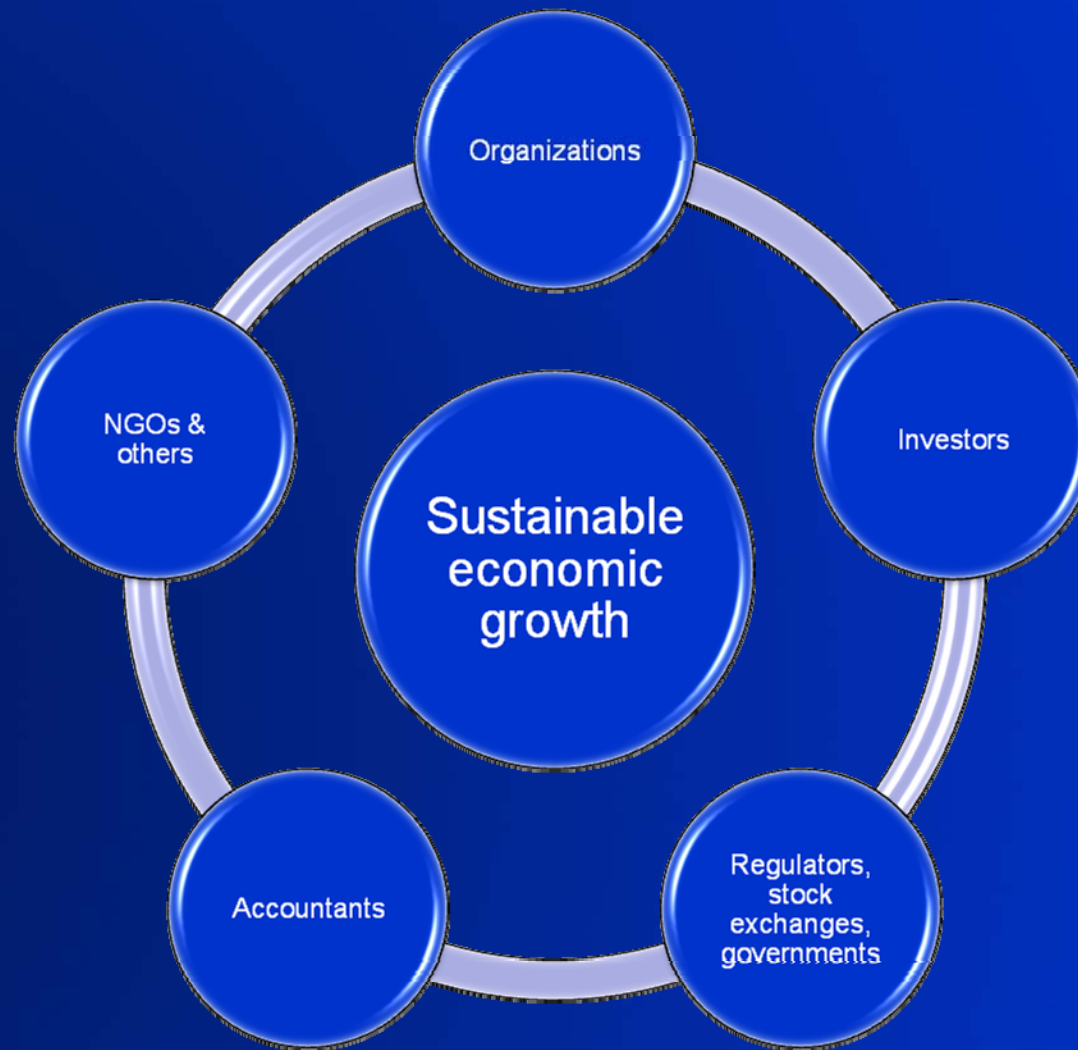 Organizations
NGOs &
others
Investors
Sustainable
economic
growth
Accountants
Regulators,
stock
exchanges,
governments